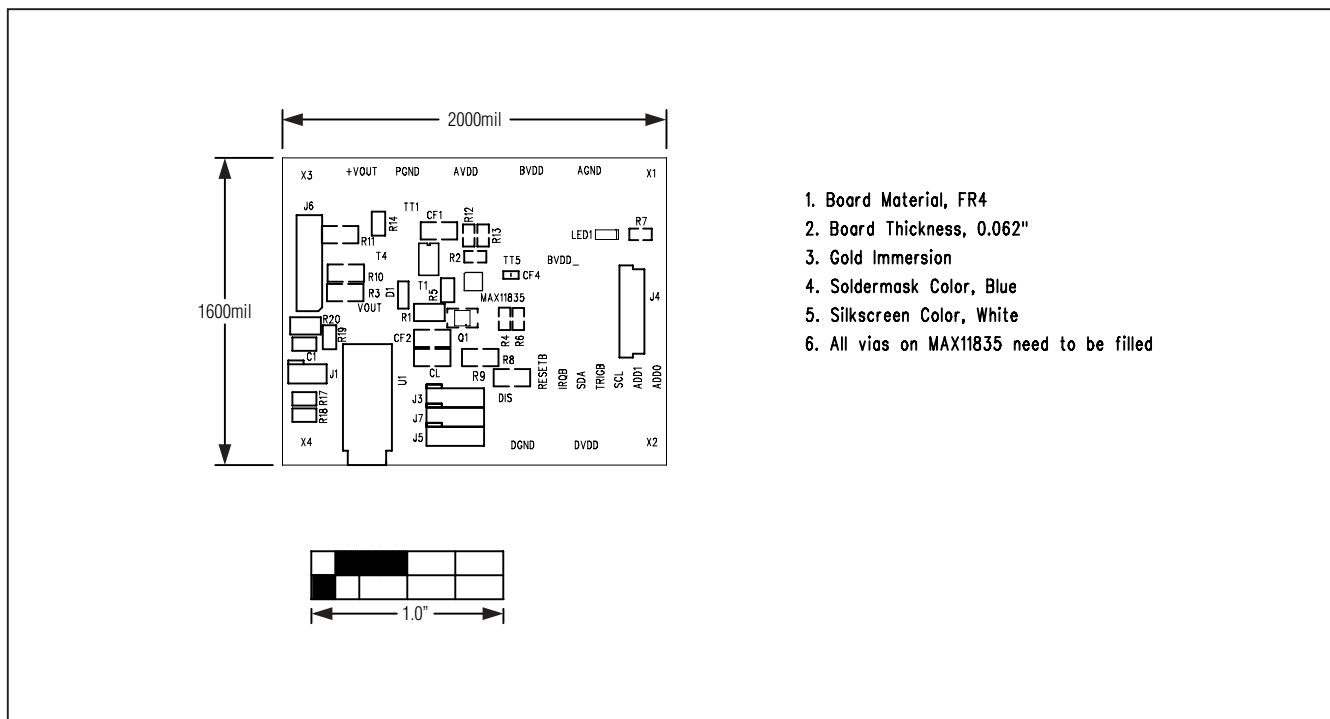 2000mil
X3 +VOUT PGND AVDD BVDD AGND X1
J6 TT1 R14 CF1 R12 R13 LED1 R7
R11 T4 R2 TT5 BVDD_
R10 T1 CF4
R3 D1 R5 MAX11835 J4
VOUT
1600mil
R20 R19 R1 CF2 Q1 R4 R6
C1 J1 U1 CL R9 R8
RESETB IRQB SDA TRIGB SCL ADD1 ADD0
R17 R18 J3 DIS
J7
X4 J5 DGND DVDD X2
1. Board Material, FR4
2. Board Thickness, 0.062"
3. Gold Immersion
4. Soldermask Color, Blue
5. Silkscreen Color, White
6. All vias on MAX11835 need to be filled
1.0"